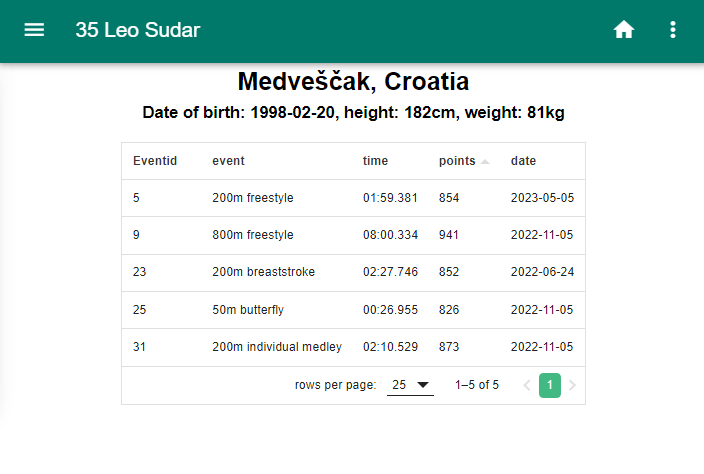 35 Leo Sudar
Medveščak, Croatia
Date of birth: 1998-02-20, height: 182cm, weight: 81kg
Eventid event time points date
5 200m freestyle 01:59.381 854 2023-05-05
9 800m freestyle 08:00.334 941 2022-11-05
23 200m breaststroke 02:27.746 852 2022-06-24
25 50m butterfly 00:26.955 826 2022-11-05
31 200m individual medley 02:10.529 873 2022-11-05
rows per page: 25 1–5 of 5 1